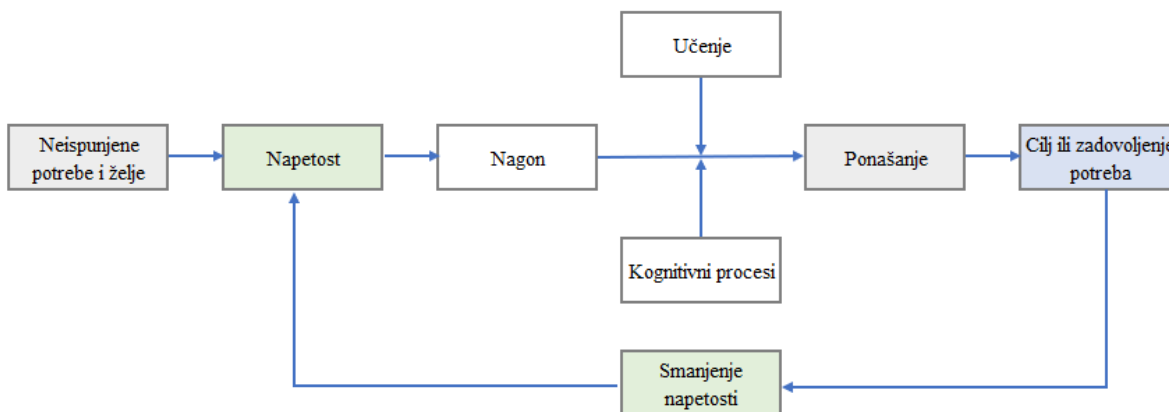 Učenje
Neispunjene
potrebe i želje
Napetost
Nagon
Ponašanje
Cilj ili zadovoljenje
potreba
Kognitivni procesi
Smanjenje
napetosti